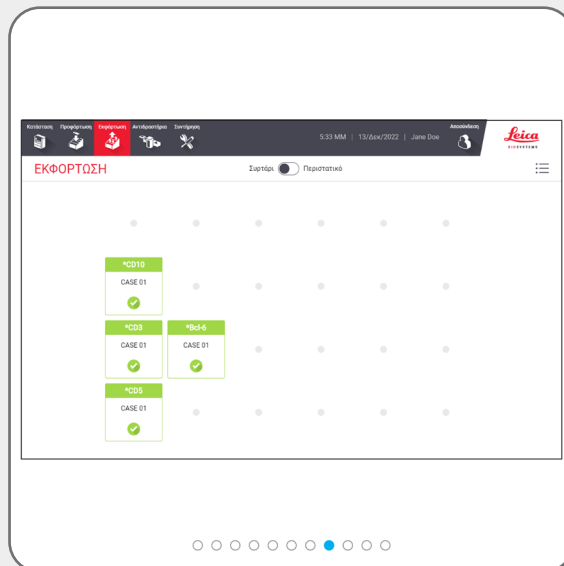 Κατάσταση Προφόρτωση Εκφόρτωση Αντιδραστήρια Συντήρηση
5:33 MM | 13/Δεκ/2022 | Jane Doe
Αποσύνδεση
Leica
BIOSYSTEMS
ΕΚΦΟΡΤΩΣΗ
Συρτάρι Περιστατικό
*CD10
CASE 01
*CD3 *Bcl-6
CASE 01 CASE 01
*CD5
CASE 01